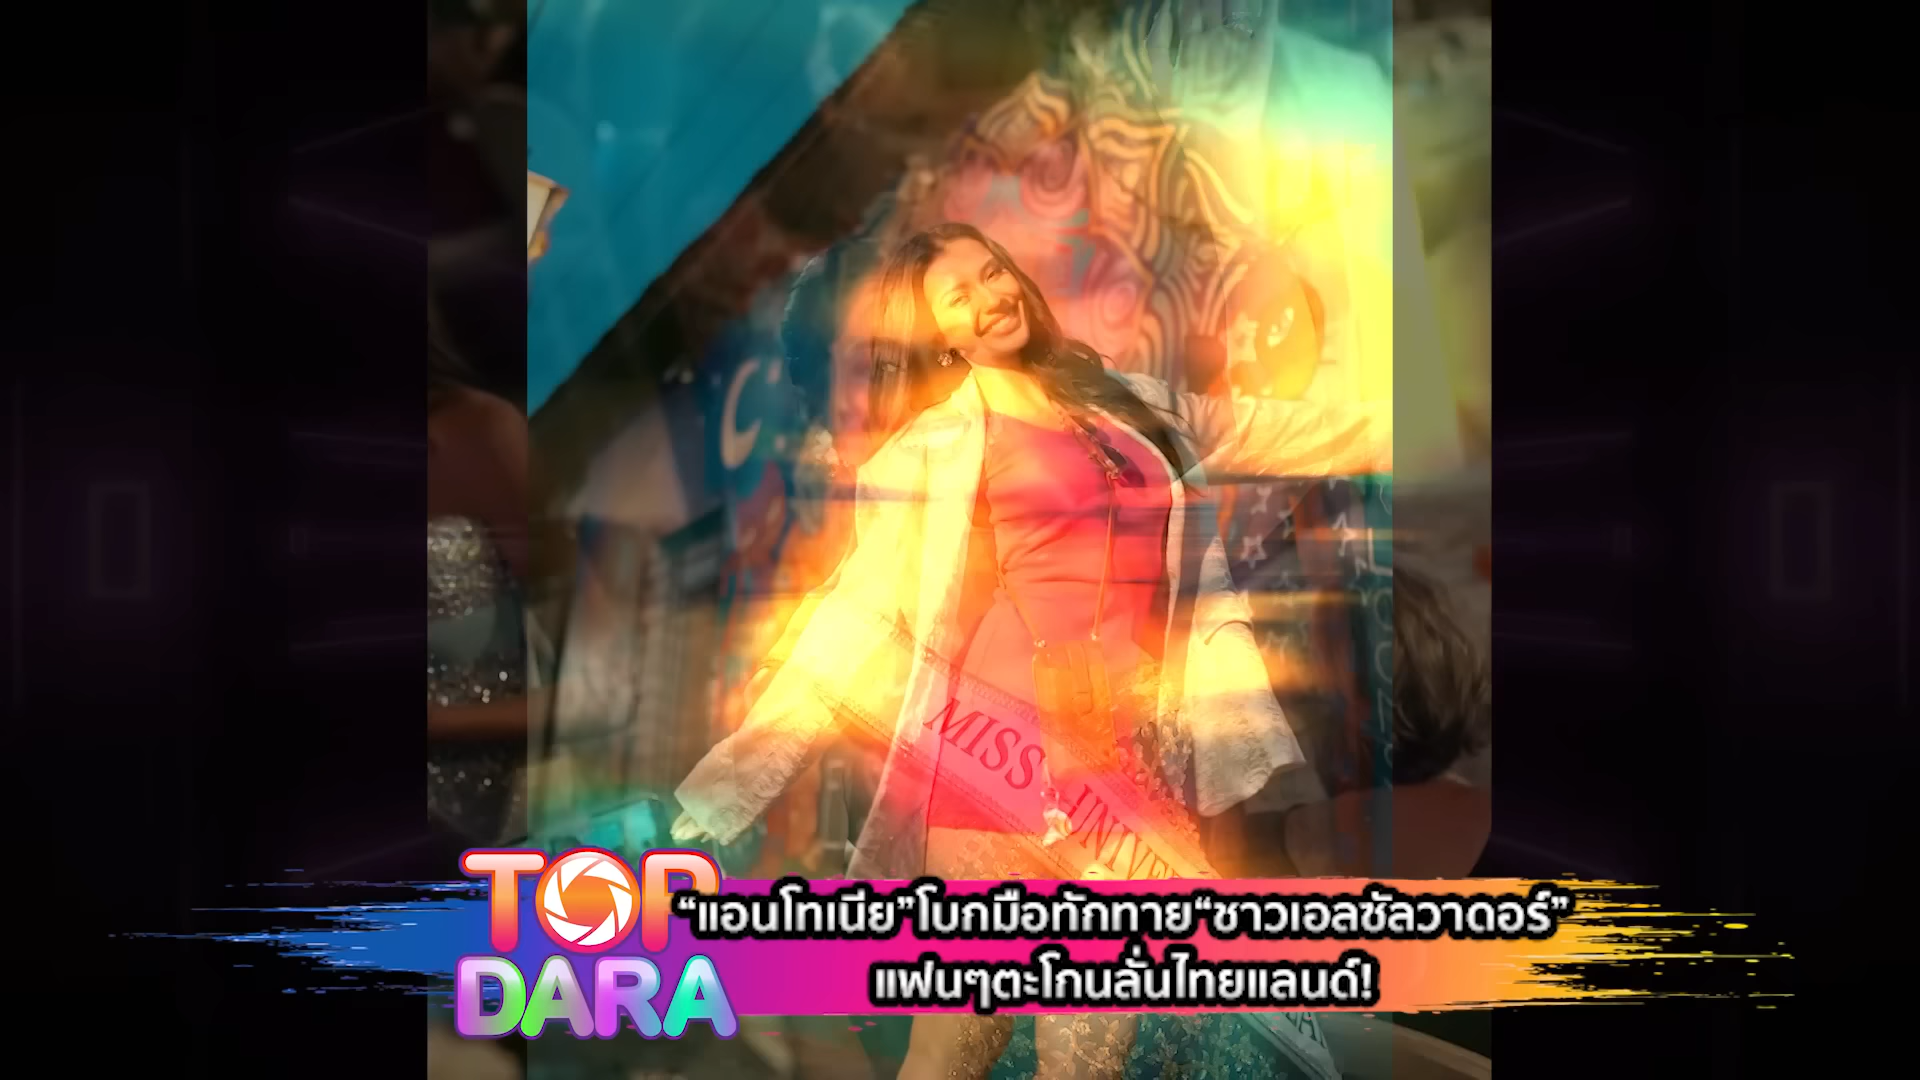 MISS UNIVE
TOP
DARA
“แอนโทเนีย”โบกมือทักทาย“ชาวเอลซัลวาดอร์”
แฟนๆตะโกนลั่นไทยแลนด์!